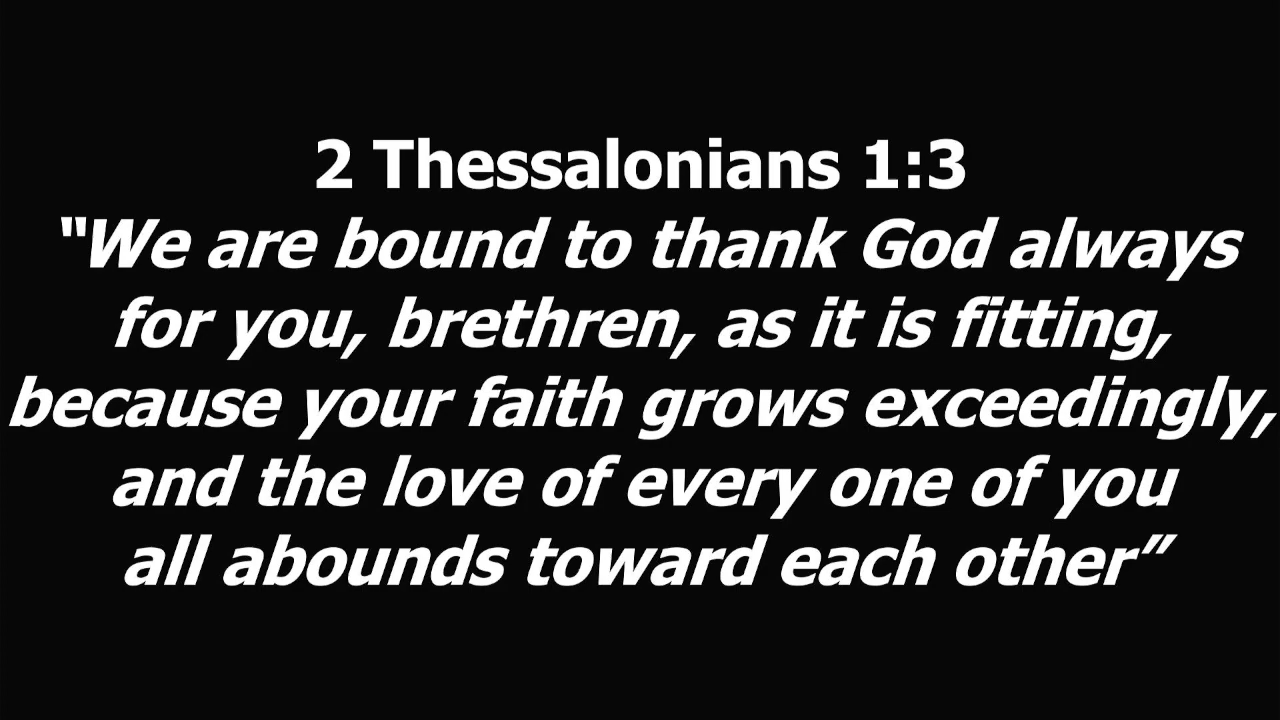 2 Thessalonians 1:3
“We are bound to thank God always
for you, brethren, as it is fitting,
because your faith grows exceedingly,
and the love of every one of you
all abounds toward each other”